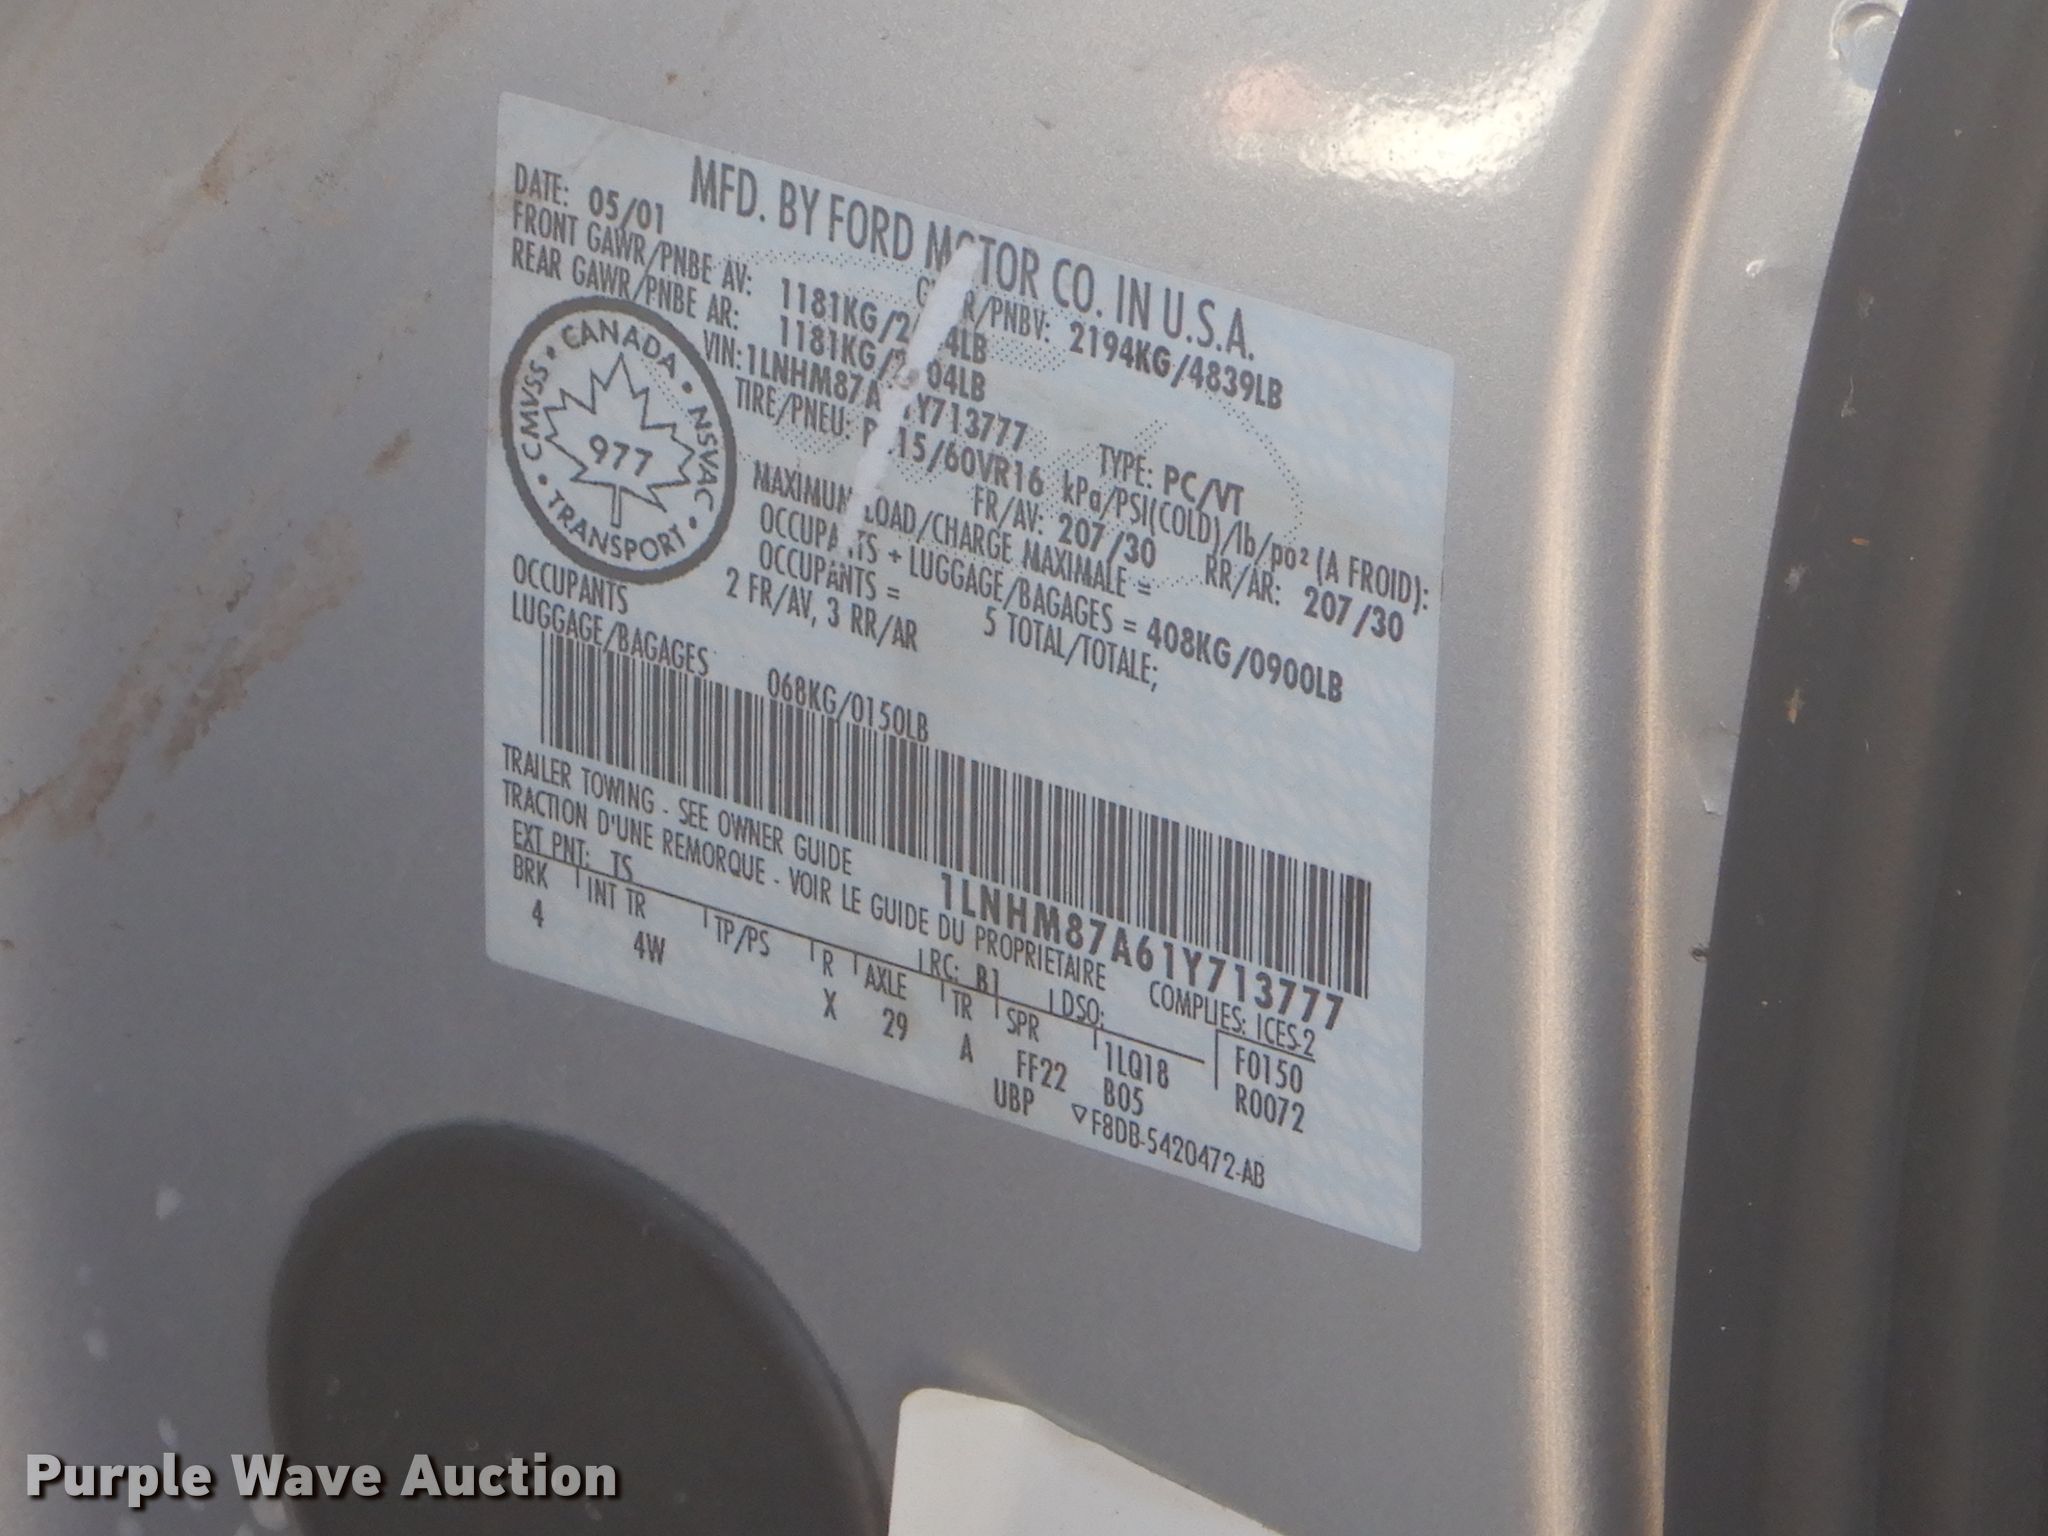 MFD. BY FORD MOTOR CO. IN U.S.A.
DATE: 05/01 GVWR/PNBV: 2194KG/4839LB
FRONT GAWR/PNBE AV: 1181KG/2604LB
REAR GAWR/PNBE AR: 1181KG/2604LB
VIN: 1LNHM87A61Y713777 TYPE: PC/VT
TIRE/PNEU: P215/60VR16 kPa/PSI(COLD)/lb/po² (A FROID):
FR/AV: 207/30 RR/AR: 207/30
MAXIMUM LOAD/CHARGE MAXIMALE =
OCCUPANTS + LUGGAGE/BAGAGES = 408KG/0900LB
OCCUPANTS = 5 TOTAL/TOTALE;
2 FR/AV, 3 RR/AR
CANADA • NSVAC • TRANSPORT • CMVSS •
977
OCCUPANTS
LUGGAGE/BAGAGES 068KG/0150LB
1LNHM87A61Y713777
TRAILER TOWING - SEE OWNER GUIDE
TRACTION D'UNE REMORQUE - VOIR LE GUIDE DU PROPRIETAIRE COMPLIES: ICES-2
EXT PNT: TS RC: B1 DSO: F0150
BRK INT TR TP/PS R AXLE TR SPR 1LQ18 R0072
4 4W X 29 A FF22 B05
UBP ▽F8DB-5420472-AB
Purple Wave Auction